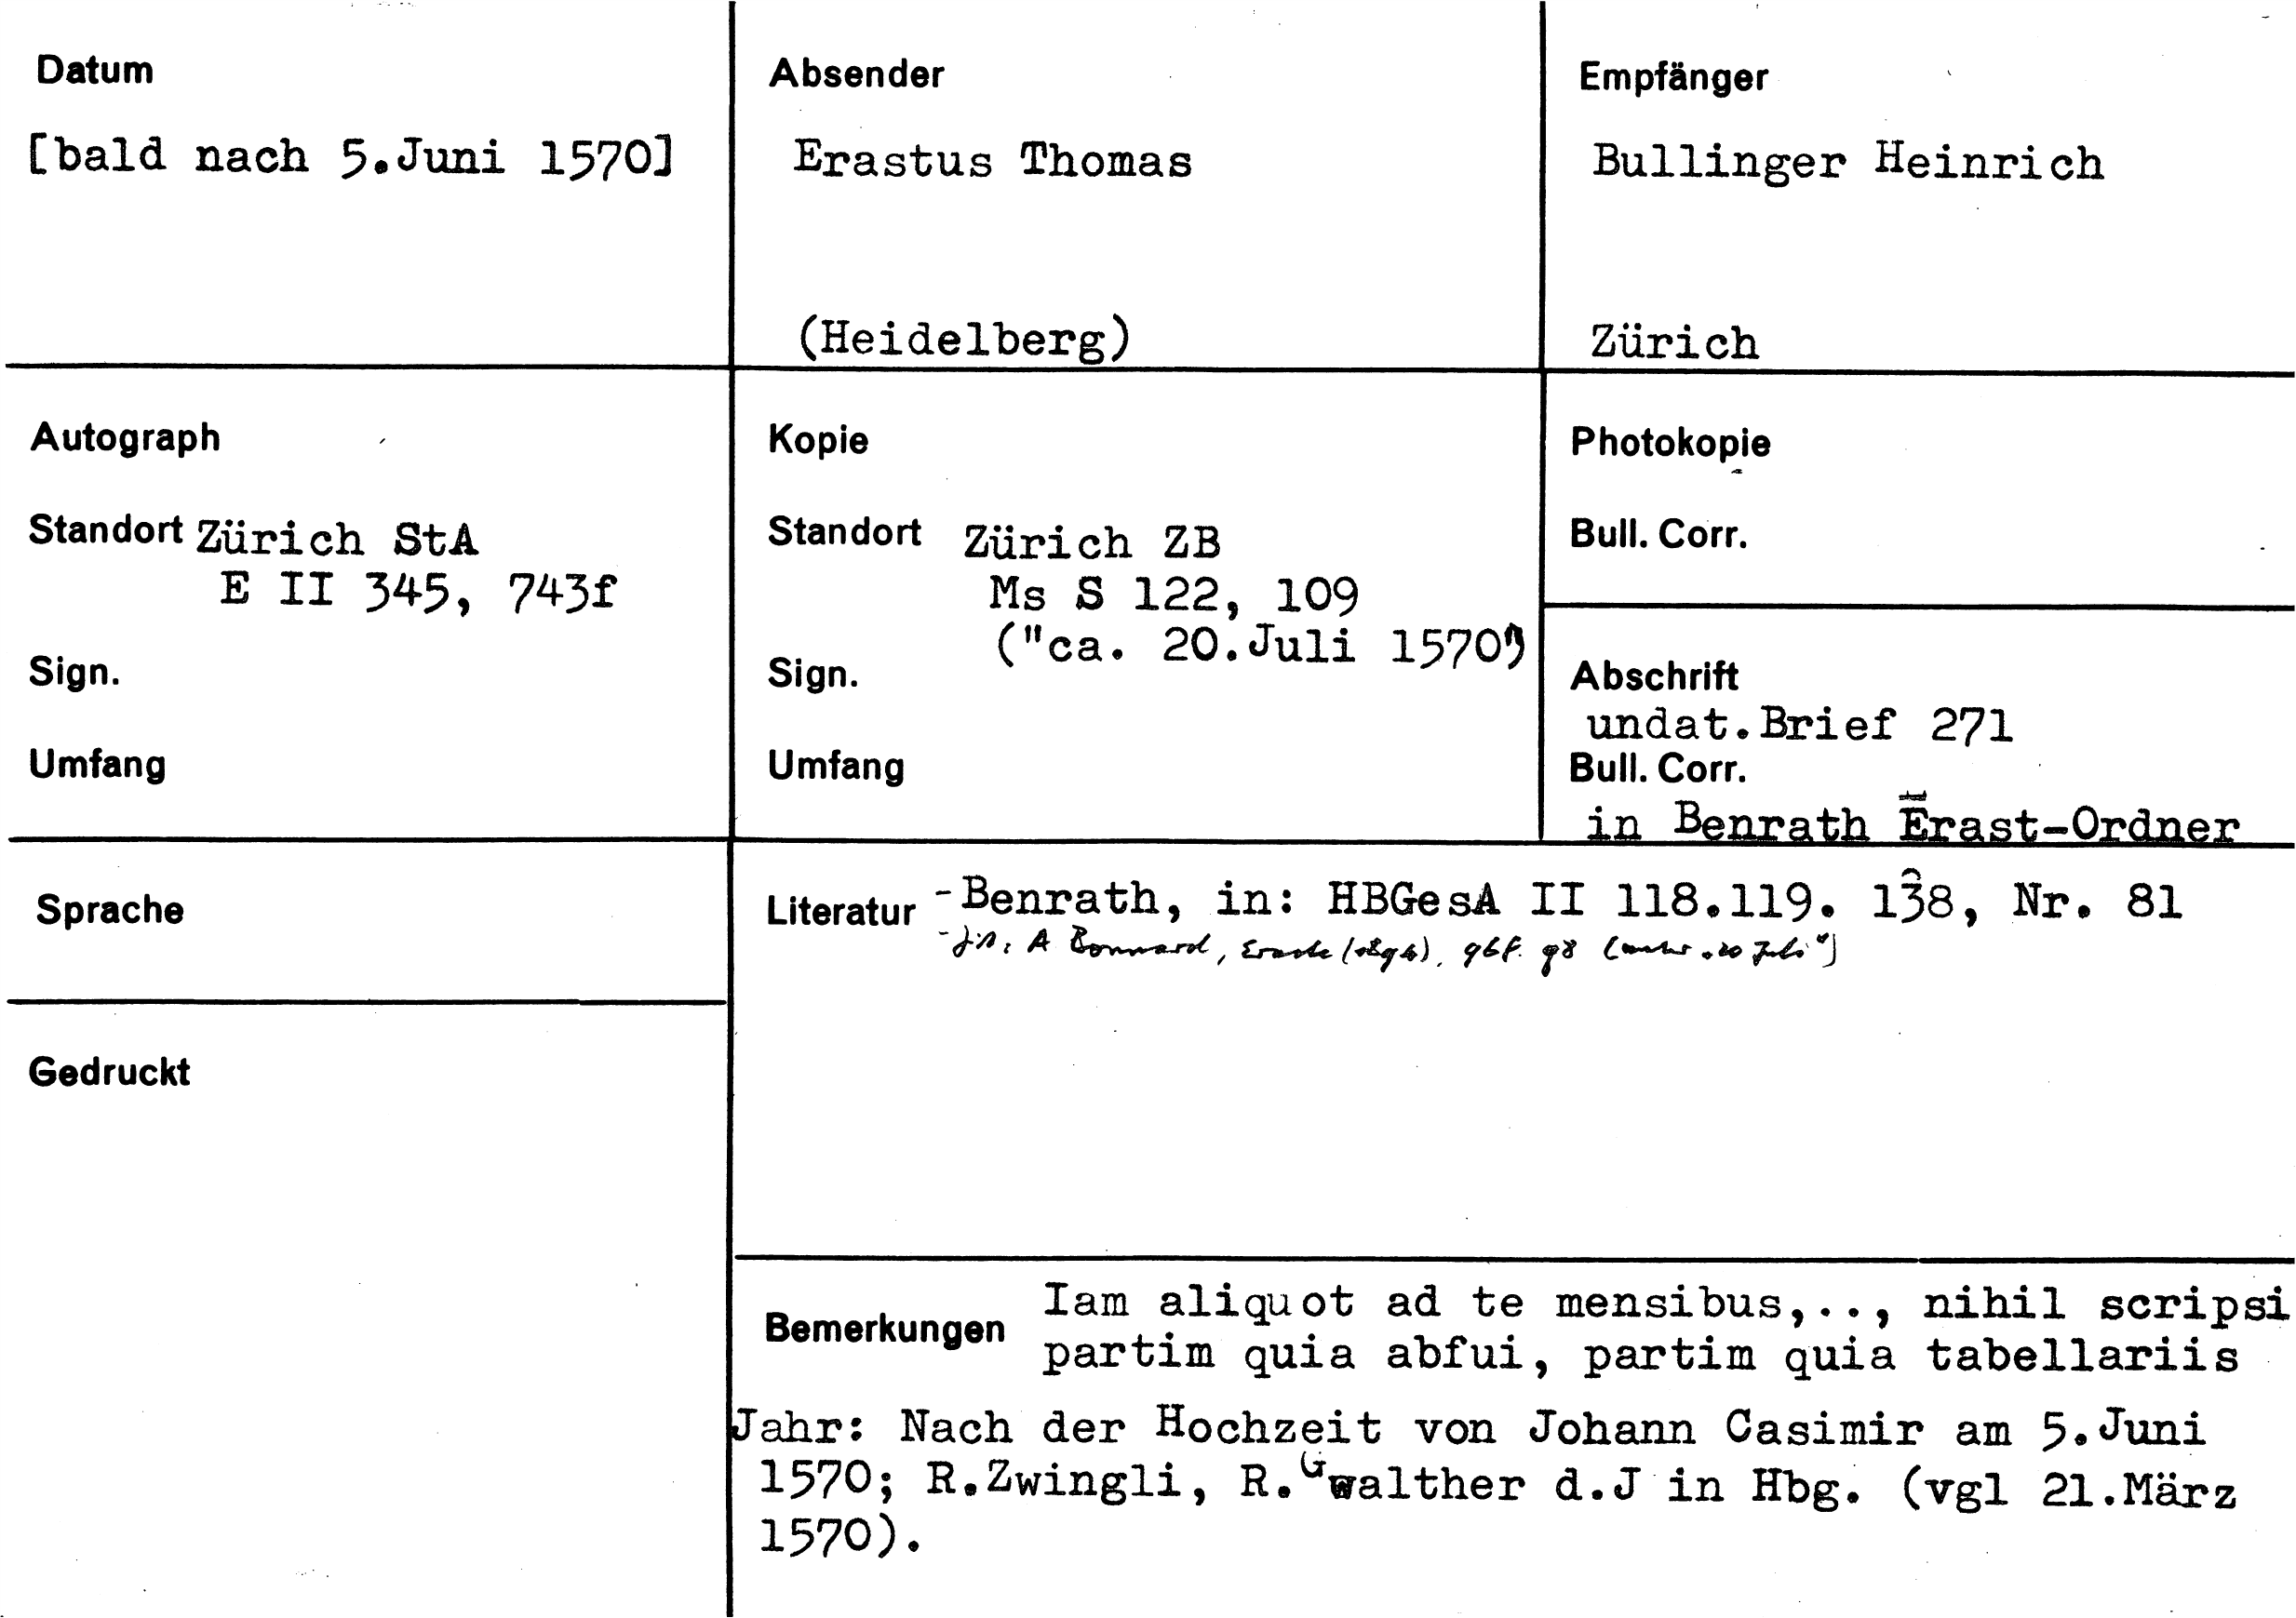 Datum
[bald nach 5.Juni 1570]
Absender
Erastus Thomas
(Heidelberg)
Empfänger
Bullinger Heinrich
Zürich
Autograph
Standort Zürich StA
E II 345, 743f
Sign.
Umfang
Kopie
Standort Zürich ZB
Ms S 122, 109
("ca. 20.Juli 1570")
Sign.
Umfang
Photokopie
Bull. Corr.
Abschrift
undat.Brief 271
Bull. Corr.
in Benrath Erast-Ordner
Sprache
Gedruckt
Literatur -Benrath, in: HBGesA II 118.119. 138, Nr. 81
A Bonnard, Eraste 96f. 98 (unter "20 Juli")
Bemerkungen Iam aliquot ad te mensibus,.., nihil scripsi
partim quia abfui, partim quia tabellariis
Jahr: Nach der Hochzeit von Johann Casimir am 5.Juni
1570; R.Zwingli, R.Gwalther d.J in Hbg. (vgl 21.März
1570).